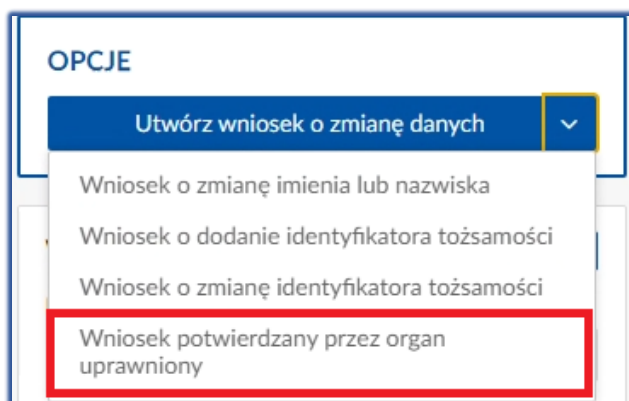 OPCJE
Utwórz wniosek o zmianę danych
Wniosek o zmianę imienia lub nazwiska
Wniosek o dodanie identyfikatora tożsamości
Wniosek o zmianę identyfikatora tożsamości
Wniosek potwierdzany przez organ
uprawniony